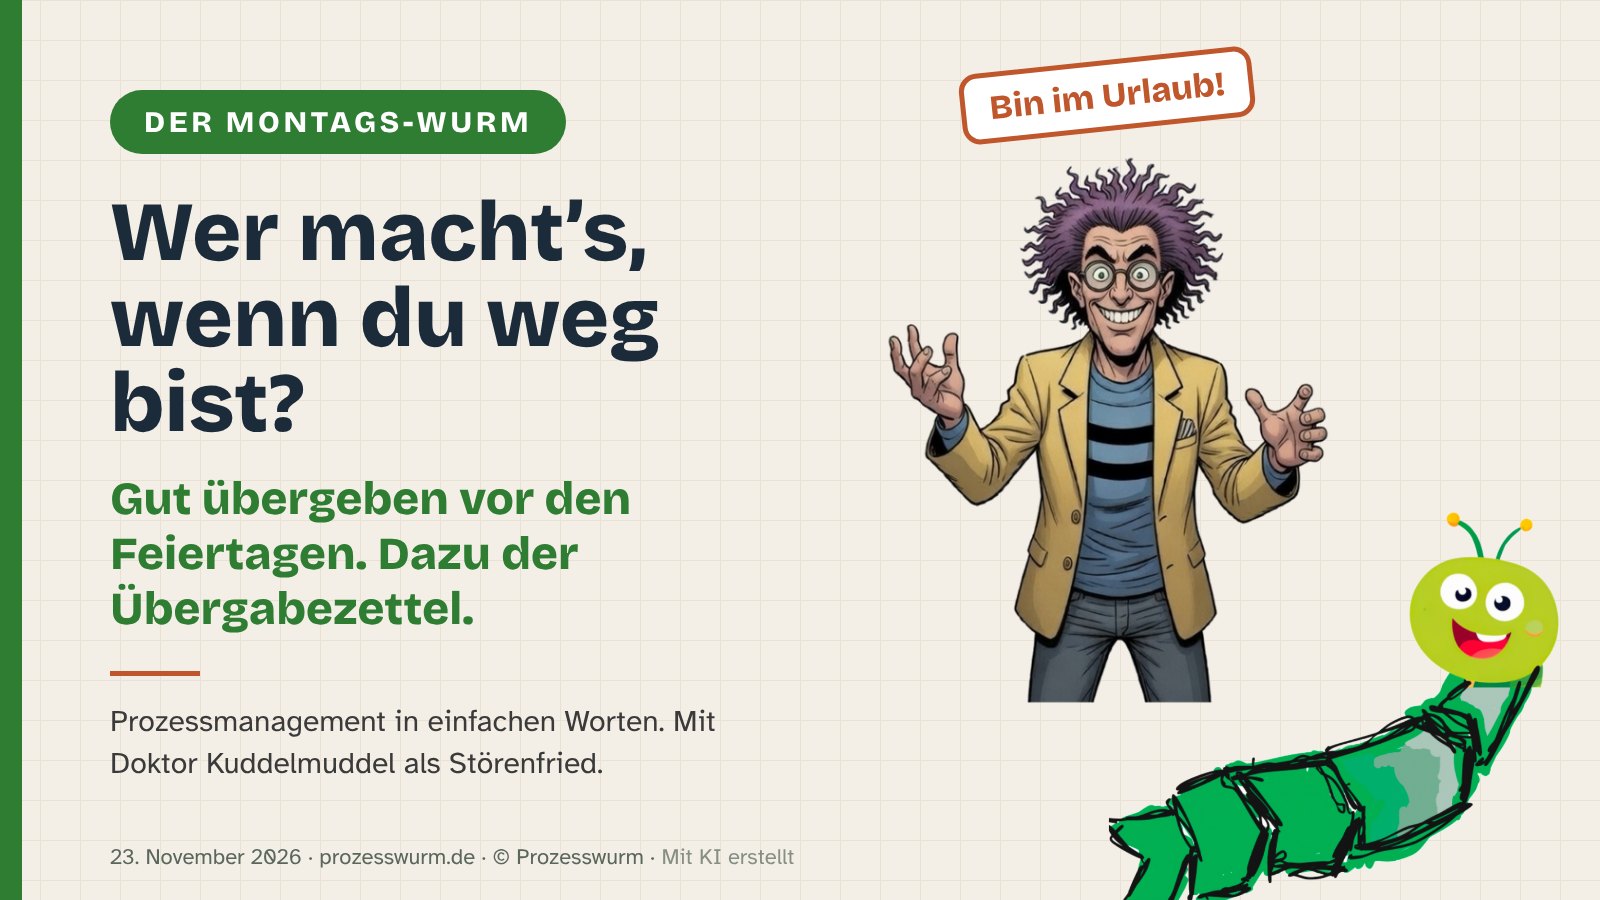 DER MONTAGS-WURM
Bin im Urlaub!
Wer macht’s,
wenn du weg
bist?
Gut übergeben vor den
Feiertagen. Dazu der
Übergabezettel.
Prozessmanagement in einfachen Worten. Mit
Doktor Kuddelmuddel als Störenfried.
23. November 2026 · prozesswurm.de · © Prozesswurm · Mit KI erstellt